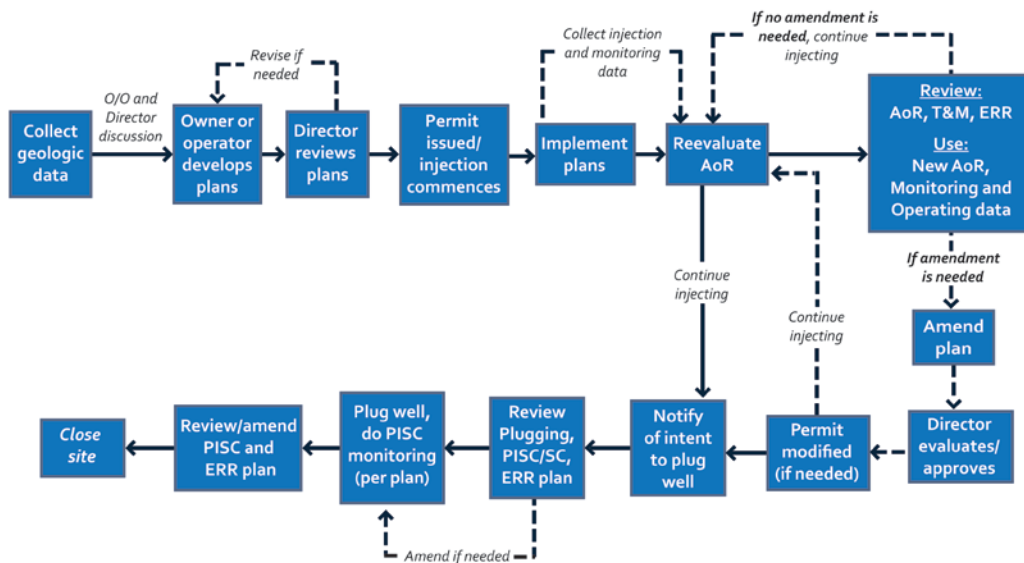 Collect
geologic
data
O/O and
Director
discussion
Owner or
operator
develops
plans
Revise if
needed
Director
reviews
plans
Permit
issued/
injection
commences
Implement
plans
Collect injection
and monitoring
data
Reevaluate
AoR
If no amendment is
needed, continue
injecting
Review:
AoR, T&M, ERR
Use:
New AoR,
Monitoring and
Operating data
If amendment
is needed
Amend
plan
Director
evaluates/
approves
Permit
modified
(if needed)
Continue
injecting
Continue
injecting
Notify
of intent
to plug
well
Review
Plugging,
PISC/SC,
ERR plan
Amend if needed
Plug well,
do PISC
monitoring
(per plan)
Review/amend
PISC and
ERR plan
Close
site